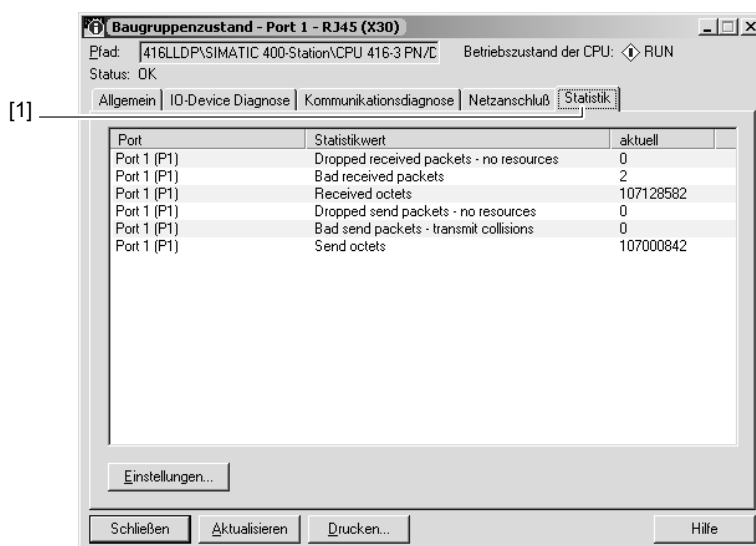 Baugruppenzustand - Port 1 - RJ45 (X30)
Pfad: 416LLDP\SIMATIC 400-Station\CPU 416-3 PN/D Betriebszustand der CPU: RUN
Status: OK
Allgemein IO-Device Diagnose Kommunikationsdiagnose Netzanschluß Statistik
[1]
Port Statistikwert aktuell
Port 1 (P1) Dropped received packets - no resources 0
Port 1 (P1) Bad received packets 2
Port 1 (P1) Received octets 107128582
Port 1 (P1) Dropped send packets - no resources 0
Port 1 (P1) Bad send packets - transmit collisions 0
Port 1 (P1) Send octets 107000842
Einstellungen...
Schließen Aktualisieren Drucken... Hilfe